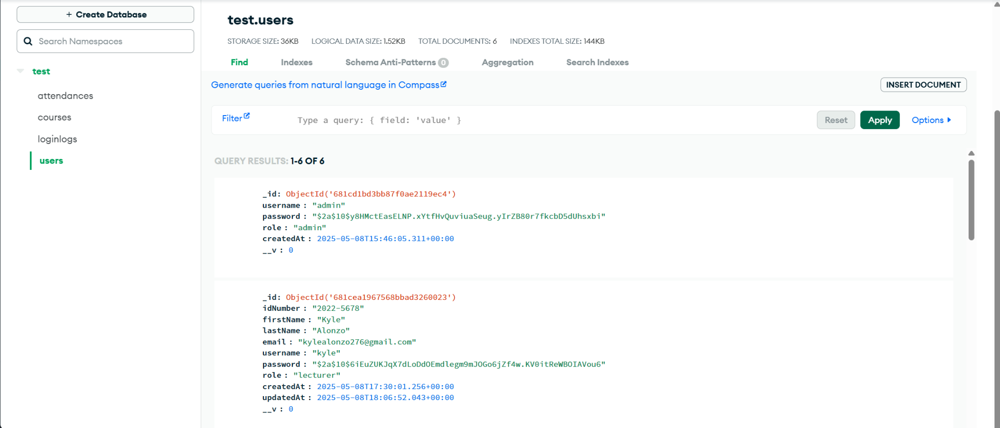 + Create Database
Search Namespaces
test
attendances
courses
loginlogs
users
test.users
STORAGE SIZE: 36KB LOGICAL DATA SIZE: 1.52KB TOTAL DOCUMENTS: 6 INDEXES TOTAL SIZE: 144KB
Find Indexes Schema Anti-Patterns 0 Aggregation Search Indexes
Generate queries from natural language in Compass
INSERT DOCUMENT
Filter Type a query: { field: 'value' } Reset Apply Options
QUERY RESULTS: 1-6 OF 6
_id: ObjectId('681cd1bd3bb87f0ae2119ec4')
username : "admin"
password : "$2a$10$y8HMctEasELNP.xYtfHvQuviuaSeug.yIrZB80r7fkcbD5dUhsxbi"
role : "admin"
createdAt : 2025-05-08T15:46:05.311+00:00
__v : 0
_id: ObjectId('681cea1967568bbad3260023')
idNumber : "2022-5678"
firstName : "Kyle"
lastName : "Alonzo"
email : "kylealonzo276@gmail.com"
username : "kyle"
password : "$2a$10$6iEuZUKJqX7dLoDdOEmdlegm9mJOGo6jZf4w.KV0itReWBOIAVou6"
role : "lecturer"
createdAt : 2025-05-08T17:30:01.256+00:00
updatedAt : 2025-05-08T18:06:52.043+00:00
__v : 0